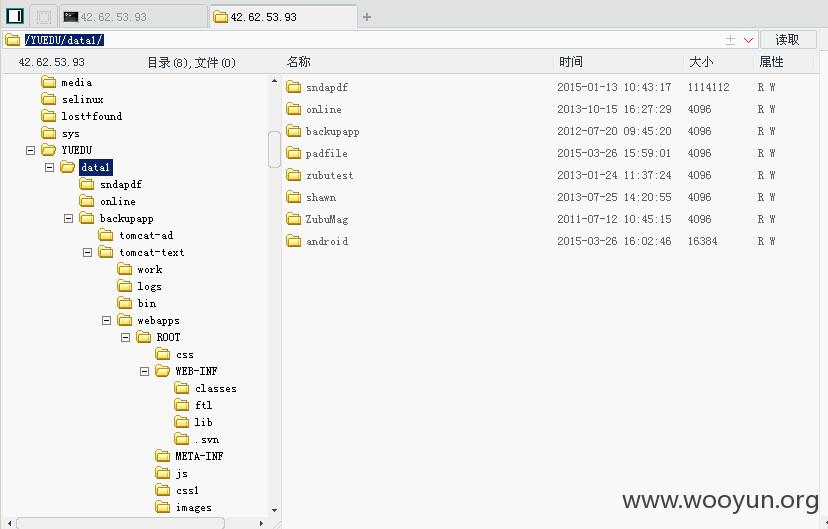 42.62.53.93 42.62.53.93 +
/YUEDU/data1/ 读取
42.62.53.93 目录(8),文件(0) 名称 时间 大小 属性
media
selinux
lost+found
sys
YUEDU
data1
sndapdf
online
backupapp
tomcat-ad
tomcat-text
work
logs
bin
webapps
ROOT
css
WEB-INF
classes
ftl
lib
.svn
META-INF
js
css1
images
sndapdf 2015-01-13 10:43:17 1114112 R W
online 2013-10-15 16:27:29 4096 R W
backupapp 2012-07-20 09:45:20 4096 R W
padfile 2015-03-26 15:59:01 4096 R W
zubutest 2013-01-24 11:37:24 4096 R W
shawn 2013-07-25 14:20:55 4096 R W
ZubuMag 2011-07-12 10:45:15 4096 R W
android 2015-03-26 16:02:46 16384 R W
www.wooyun.org